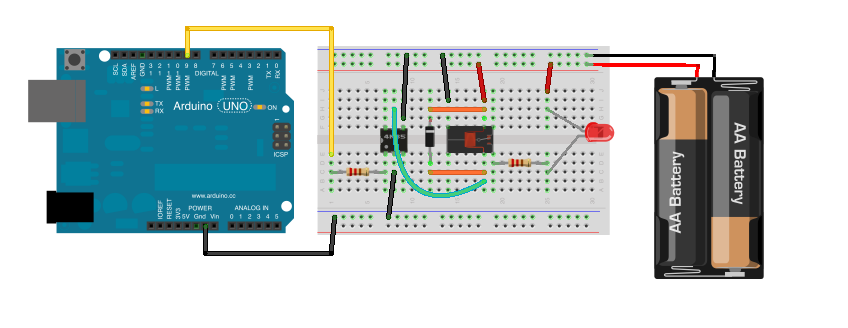 SCL
SDA
AREF
GND
13
12
PWM 11
PWM 10
PWM 9
8
7
PWM 6
PWM 5
4
PWM 3
2
TX 1
RX 0
DIGITAL
L
TX
RX
Arduino UNO
ON
1
ICSP
www.arduino.cc
IOREF
RESET
3V3
5V
Gnd
Vin
POWER
ANALOG IN
0 1 2 3 4 5
AA Battery
AA Battery